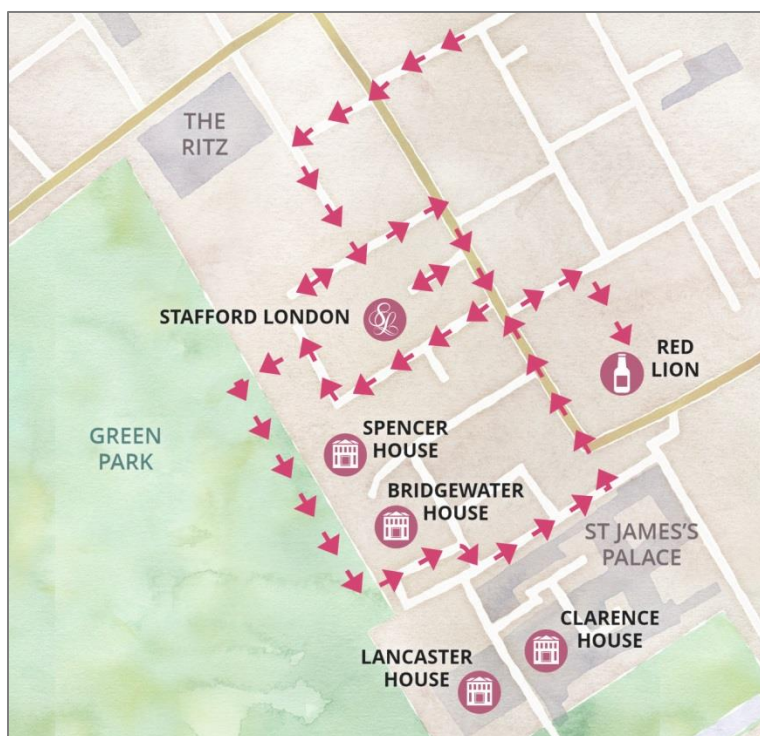 THE
RITZ
STAFFORD LONDON
SL
RED
LION
GREEN
PARK
SPENCER
HOUSE
BRIDGEWATER
HOUSE
ST JAMES'S
PALACE
CLARENCE
HOUSE
LANCASTER
HOUSE